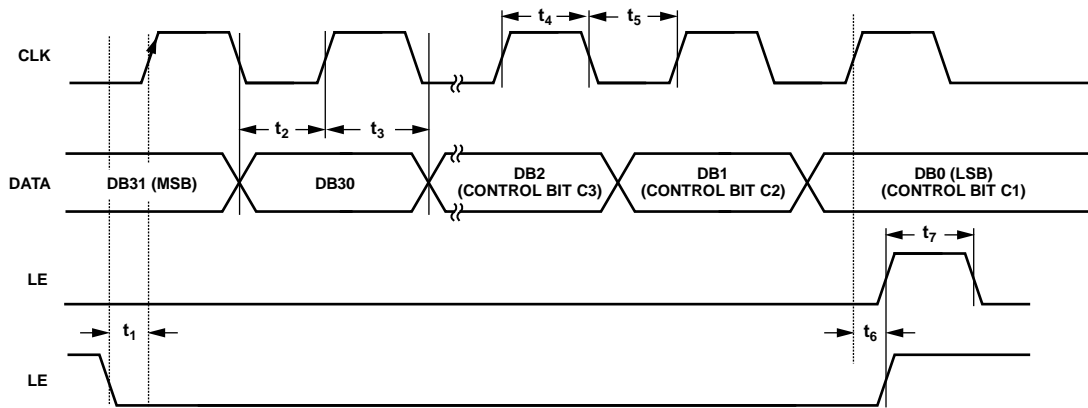 t₄
t₅
CLK
t₂
t₃
DATA
DB31 (MSB)
DB30
DB2
(CONTROL BIT C3)
DB1
(CONTROL BIT C2)
DB0 (LSB)
(CONTROL BIT C1)
t₇
LE
t₁
t₆
LE